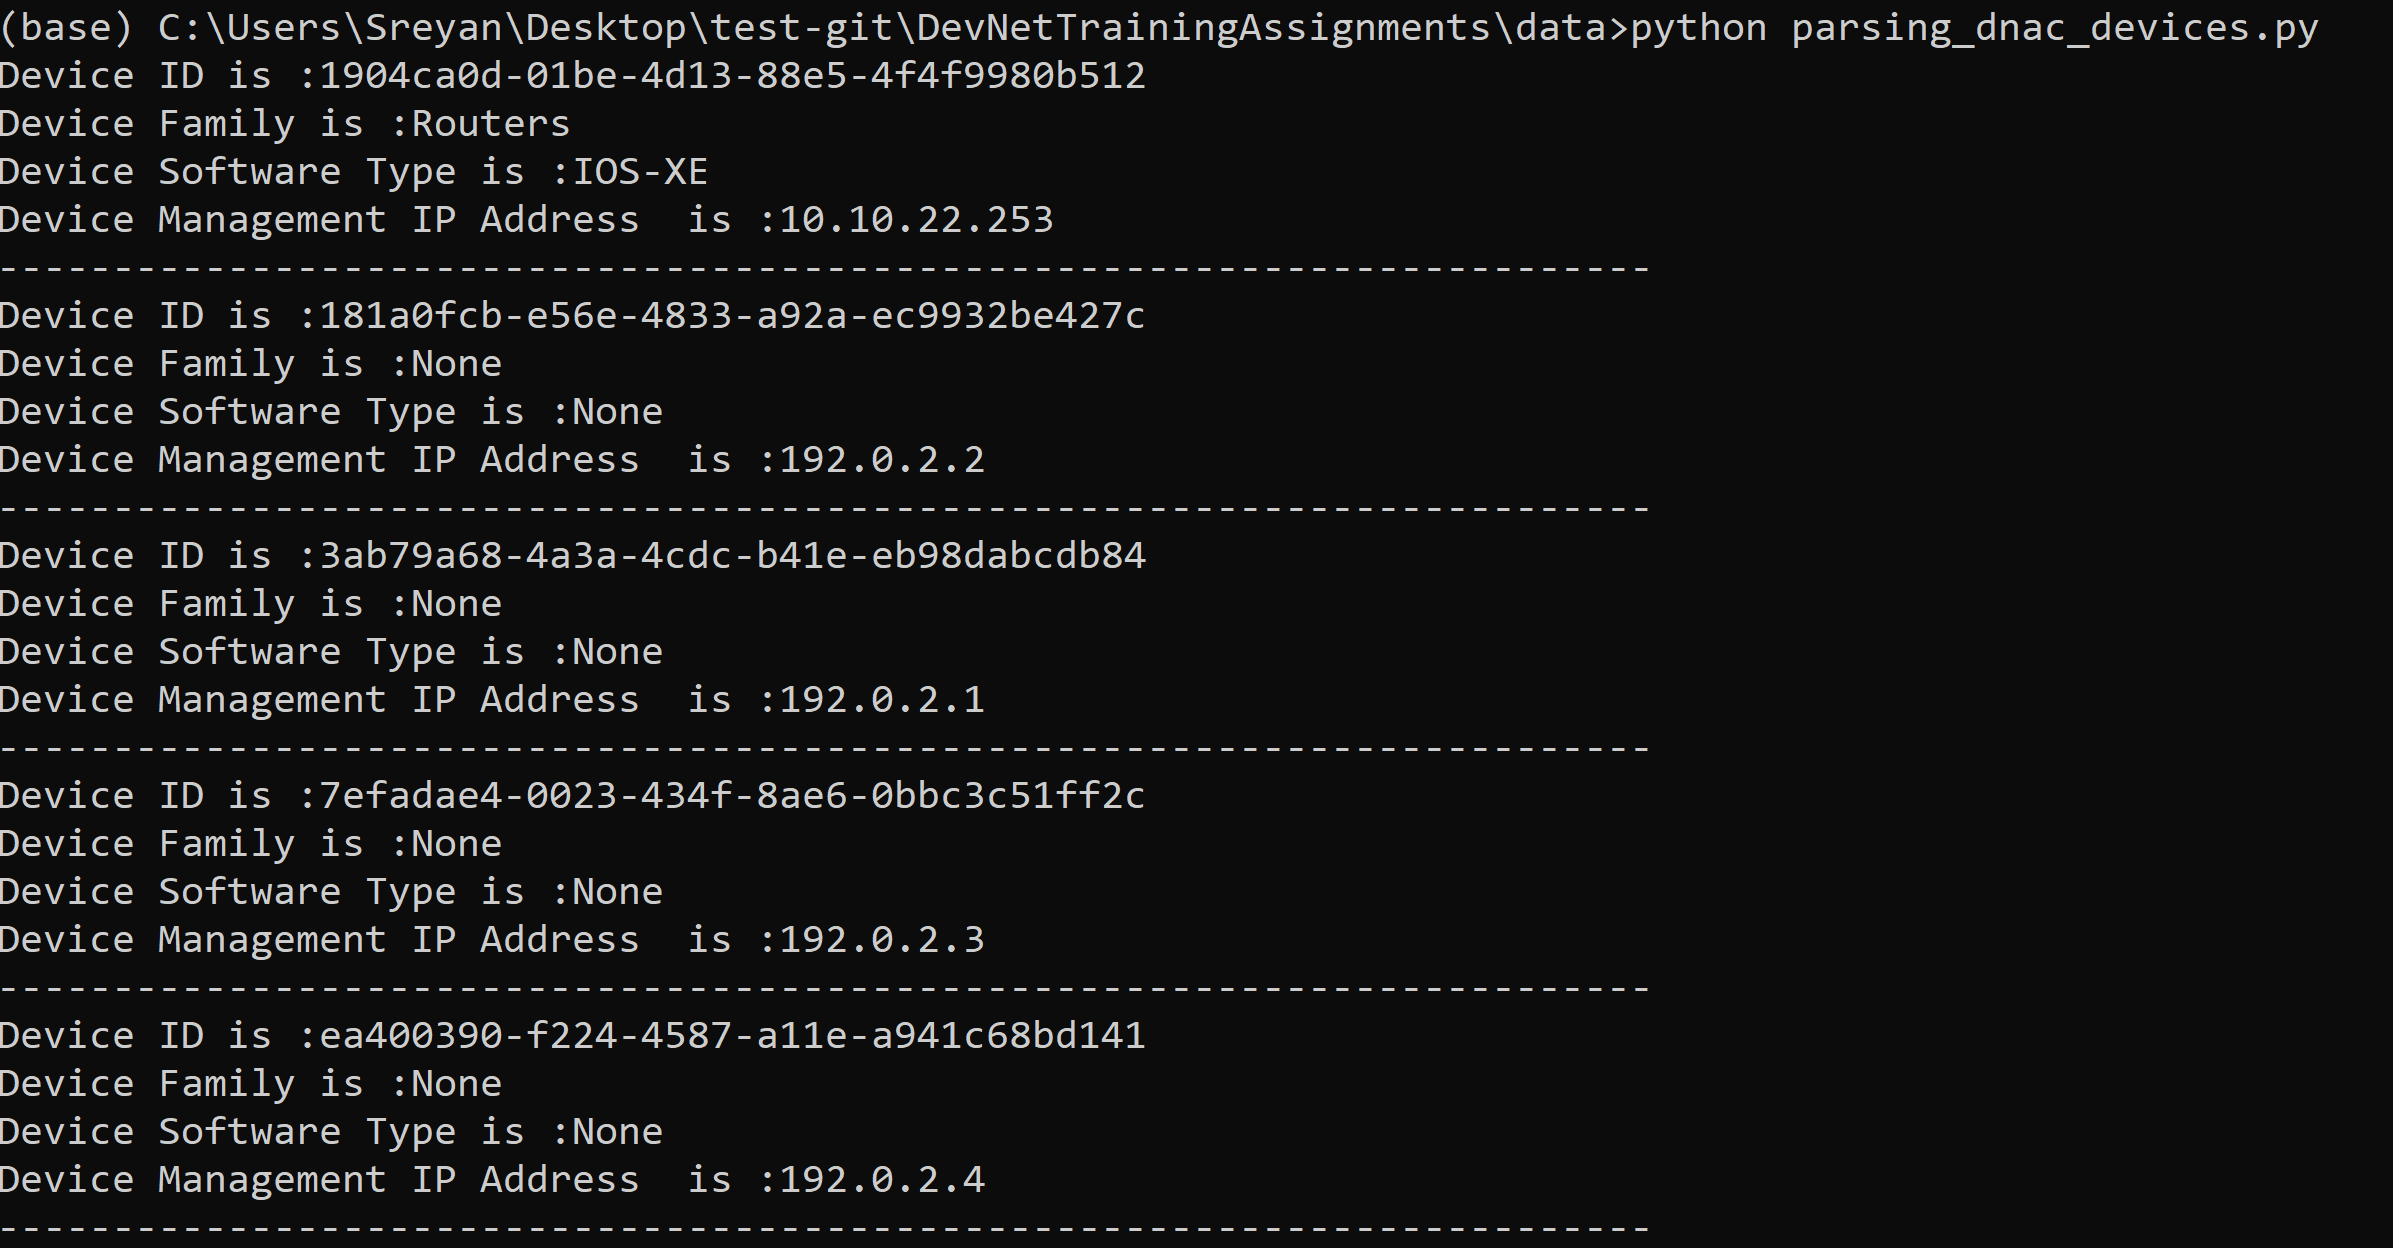 (base) C:\Users\Sreyan\Desktop\test-git\DevNetTrainingAssignments\data>python parsing_dnac_devices.py
Device ID is :1904ca0d-01be-4d13-88e5-4f4f9980b512
Device Family is :Routers
Device Software Type is :IOS-XE
Device Management IP Address  is :10.10.22.253
------------------------------------------------------------------------
Device ID is :181a0fcb-e56e-4833-a92a-ec9932be427c
Device Family is :None
Device Software Type is :None
Device Management IP Address  is :192.0.2.2
------------------------------------------------------------------------
Device ID is :3ab79a68-4a3a-4cdc-b41e-eb98dabcdb84
Device Family is :None
Device Software Type is :None
Device Management IP Address  is :192.0.2.1
------------------------------------------------------------------------
Device ID is :7efadae4-0023-434f-8ae6-0bbc3c51ff2c
Device Family is :None
Device Software Type is :None
Device Management IP Address  is :192.0.2.3
------------------------------------------------------------------------
Device ID is :ea400390-f224-4587-a11e-a941c68bd141
Device Family is :None
Device Software Type is :None
Device Management IP Address  is :192.0.2.4
------------------------------------------------------------------------